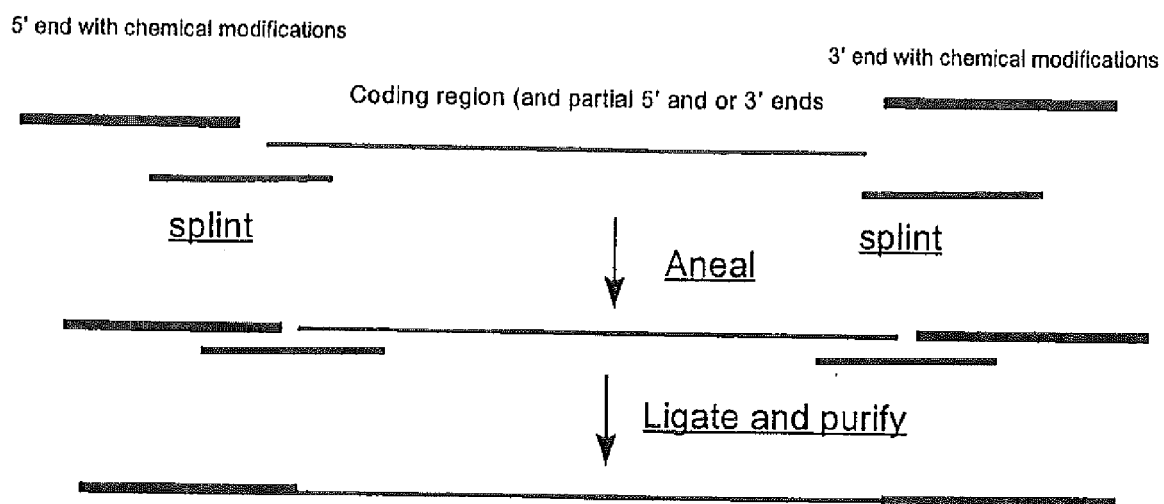 5' end with chemical modifications
3' end with chemical modifications
Coding region (and partial 5' and or 3' ends
splint
splint
Aneal
Ligate and purify